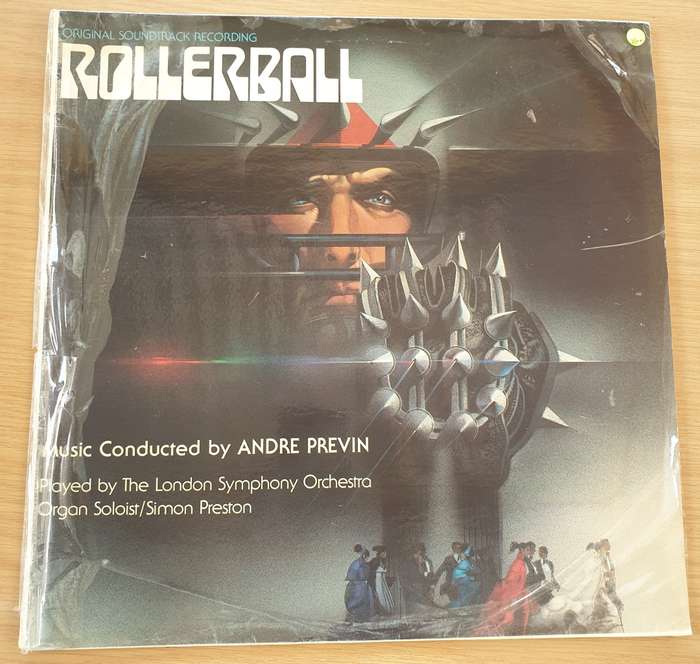 ORIGINAL SOUNDTRACK RECORDING
ROLLERBALL
Music Conducted by ANDRE PREVIN
Played by The London Symphony Orchestra
Organ Soloist/Simon Preston